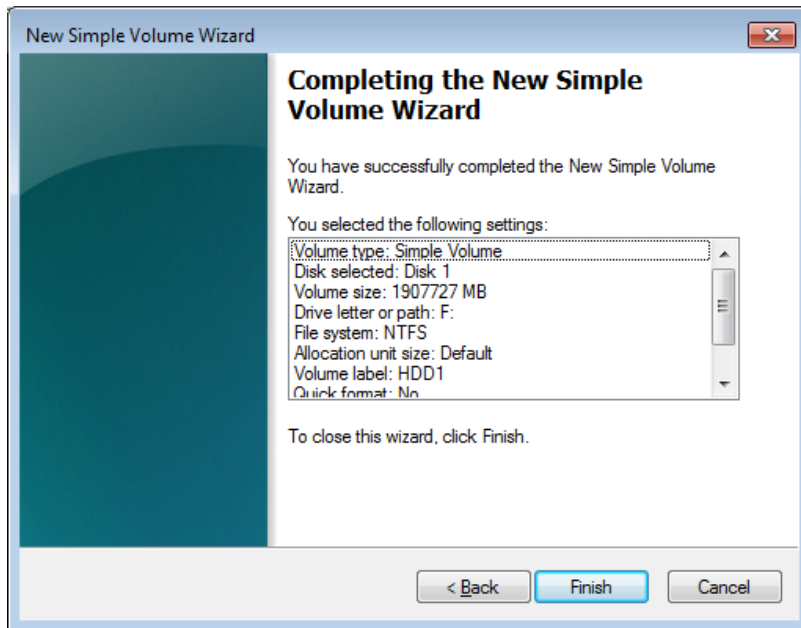 New Simple Volume Wizard
Completing the New Simple
Volume Wizard
You have successfully completed the New Simple Volume
Wizard.
You selected the following settings:
Volume type: Simple Volume
Disk selected: Disk 1
Volume size: 1907727 MB
Drive letter or path: F:
File system: NTFS
Allocation unit size: Default
Volume label: HDD1
Quick format: No
To close this wizard, click Finish.
< Back
Finish
Cancel